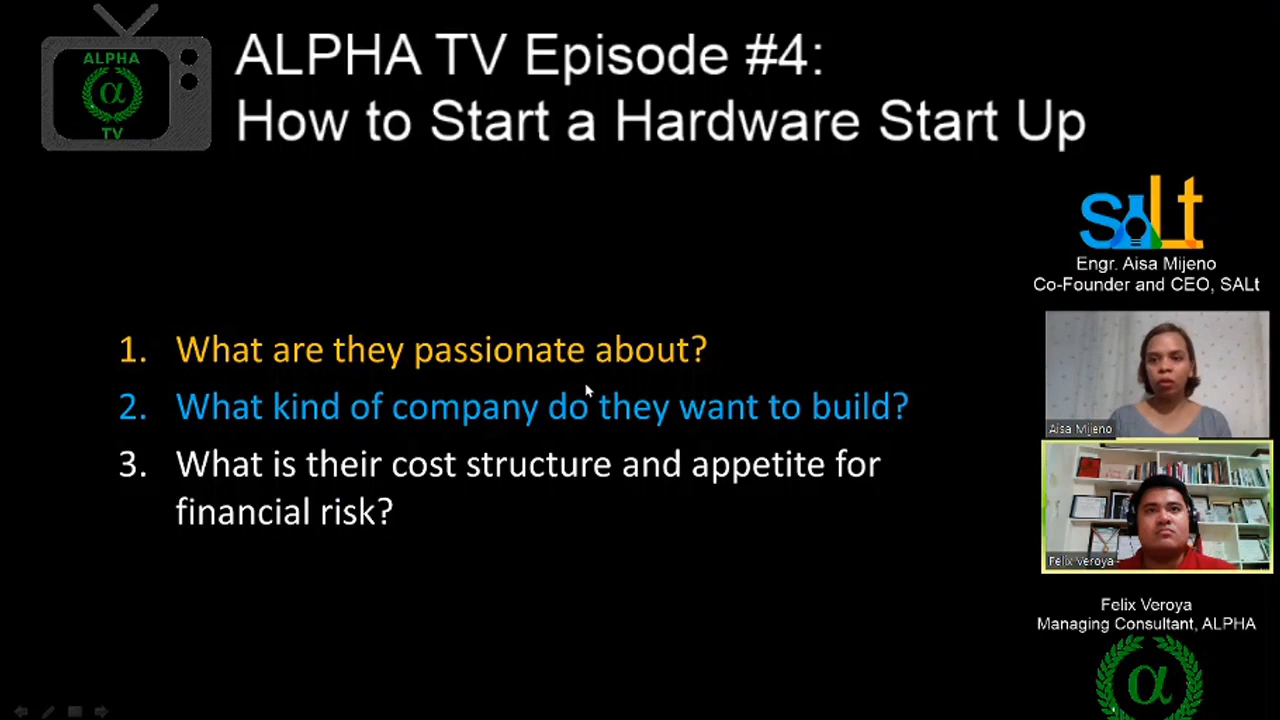 ALPHA
α
TV
ALPHA TV Episode #4:
How to Start a Hardware Start Up
SALt
Engr. Aisa Mijeno
Co-Founder and CEO, SALt
1. What are they passionate about?
2. What kind of company do they want to build?
3. What is their cost structure and appetite for
financial risk?
Aisa Mijeno
Felix Veroya
Felix Veroya
Managing Consultant, ALPHA
α